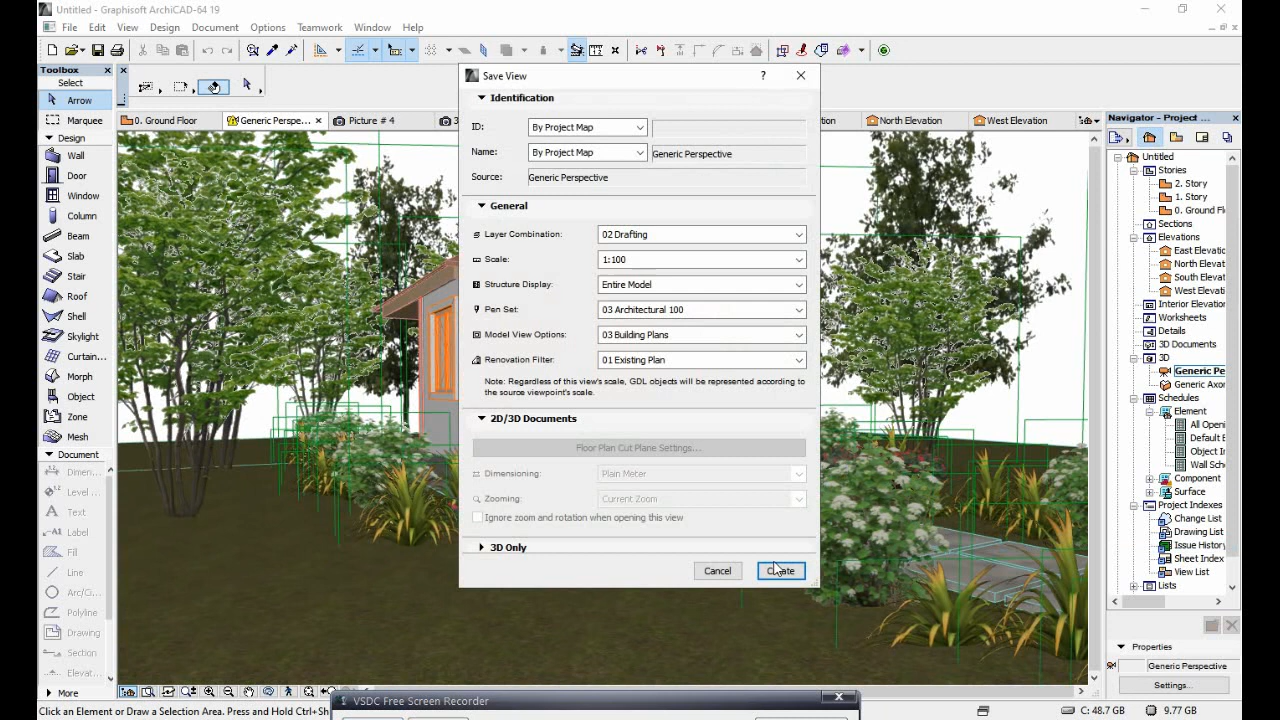 Untitled - Graphisoft ArchiCAD-64 19
File Edit View Design Document Options Teamwork Window Help
Toolbox
Select
Arrow
Marquee
Design
Wall
Door
Window
Column
Beam
Slab
Stair
Roof
Shell
Skylight
Curtain...
Morph
Object
Zone
Mesh
Document
Dimen...
Level ...
Text
Label
Fill
Line
Arc/Ci...
Polyline
Drawing
Section
Elevat...
More
0. Ground Floor
Generic Perspe...
Picture # 4
North Elevation
West Elevation
Save View
?
Identification
ID: By Project Map
Name: By Project Map Generic Perspective
Source: Generic Perspective
General
Layer Combination: 02 Drafting
Scale: 1:100
Structure Display: Entire Model
Pen Set: 03 Architectural 100
Model View Options: 03 Building Plans
Renovation Filter: 01 Existing Plan
Note: Regardless of this view's scale, GDL objects will be represented according to
the source viewpoint's scale.
2D/3D Documents
Floor Plan Cut Plane Settings...
Dimensioning: Plain Meter
Zooming: Current Zoom
Ignore zoom and rotation when opening this view
3D Only
Cancel
Navigator - Project ...
Untitled
Stories
2. Story
1. Story
0. Ground Fl
Sections
Elevations
East Elevatio
North Elevat
South Elevat
West Elevati
Interior Elevation
Worksheets
Details
3D Documents
3D
Generic Pe
Generic Axon
Schedules
Element
All Openi
Default E
Object In
Wall Sch
Component
Surface
Project Indexes
Change List
Drawing List
Issue History
Sheet Index
View List
Lists
Properties
Generic Perspective
Settings...
VSDC Free Screen Recorder
Click an Element or Draw a Selection Area. Press and Hold Ctrl+Sh
C: 48.7 GB
9.77 GB